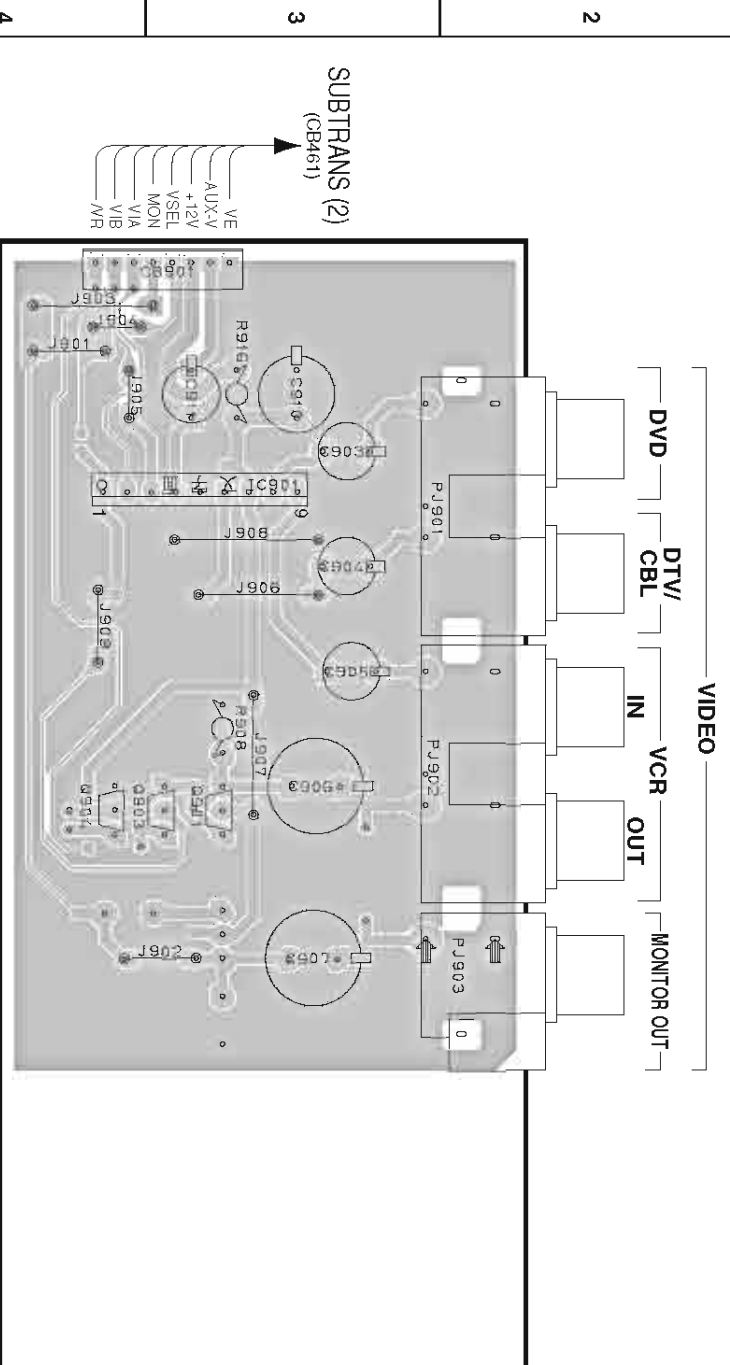 4
3
2
SUBTRANS (2)
(CB461)
VE
AUX-V
+12V
VSEL
MON
VIA
VIB
/VR
VIDEO
DVD
DTV/
CBL
IN
VCR
OUT
MONITOR OUT
CB901
J903
J904
J901
J905
R916
C910
C903
IC901
1
9
PJ901
J908
C904
J906
J909
C905
R908
J907
C906
PJ902
Q903
J902
C907
PJ903